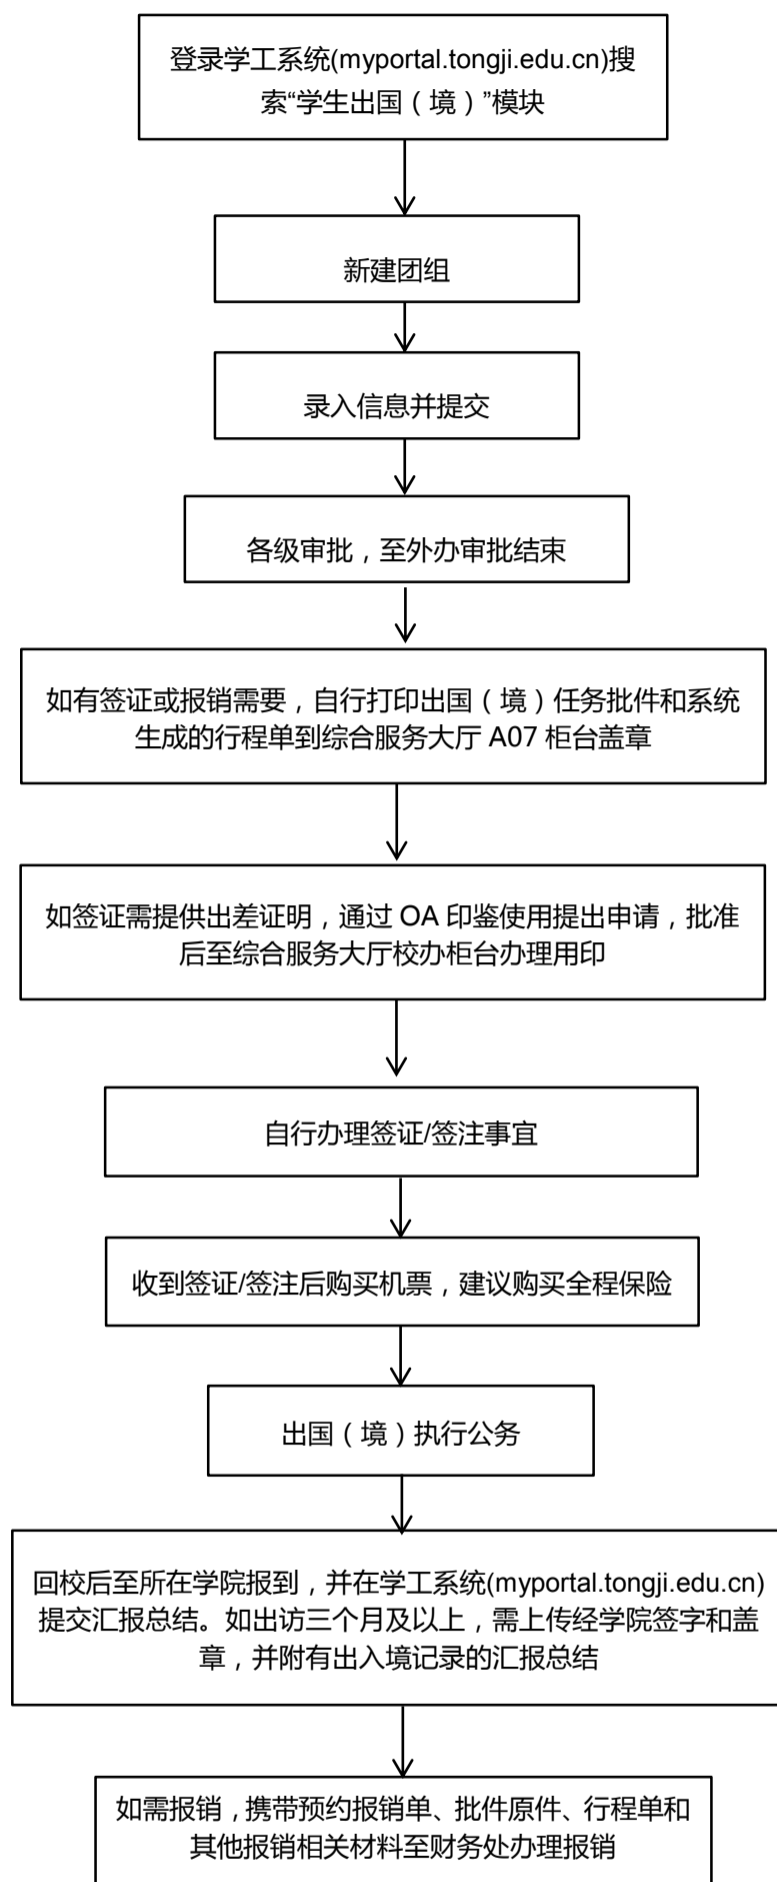 登录学工系统(myportal.tongji.edu.cn)搜
索“学生出国（境）”模块
新建团组
录入信息并提交
各级审批，至外办审批结束
如有签证或报销需要，自行打印出国（境）任务批件和系统
生成的行程单到综合服务大厅 A07 柜台盖章
如签证需提供出差证明，通过 OA 印鉴使用提出申请，批准
后至综合服务大厅校办柜台办理用印
自行办理签证/签注事宜
收到签证/签注后购买机票，建议购买全程保险
出国（境）执行公务
回校后至所在学院报到，并在学工系统(myportal.tongji.edu.cn)
提交汇报总结。如出访三个月及以上，需上传经学院签字和盖
章，并附有出入境记录的汇报总结
如需报销，携带预约报销单、批件原件、行程单和
其他报销相关材料至财务处办理报销